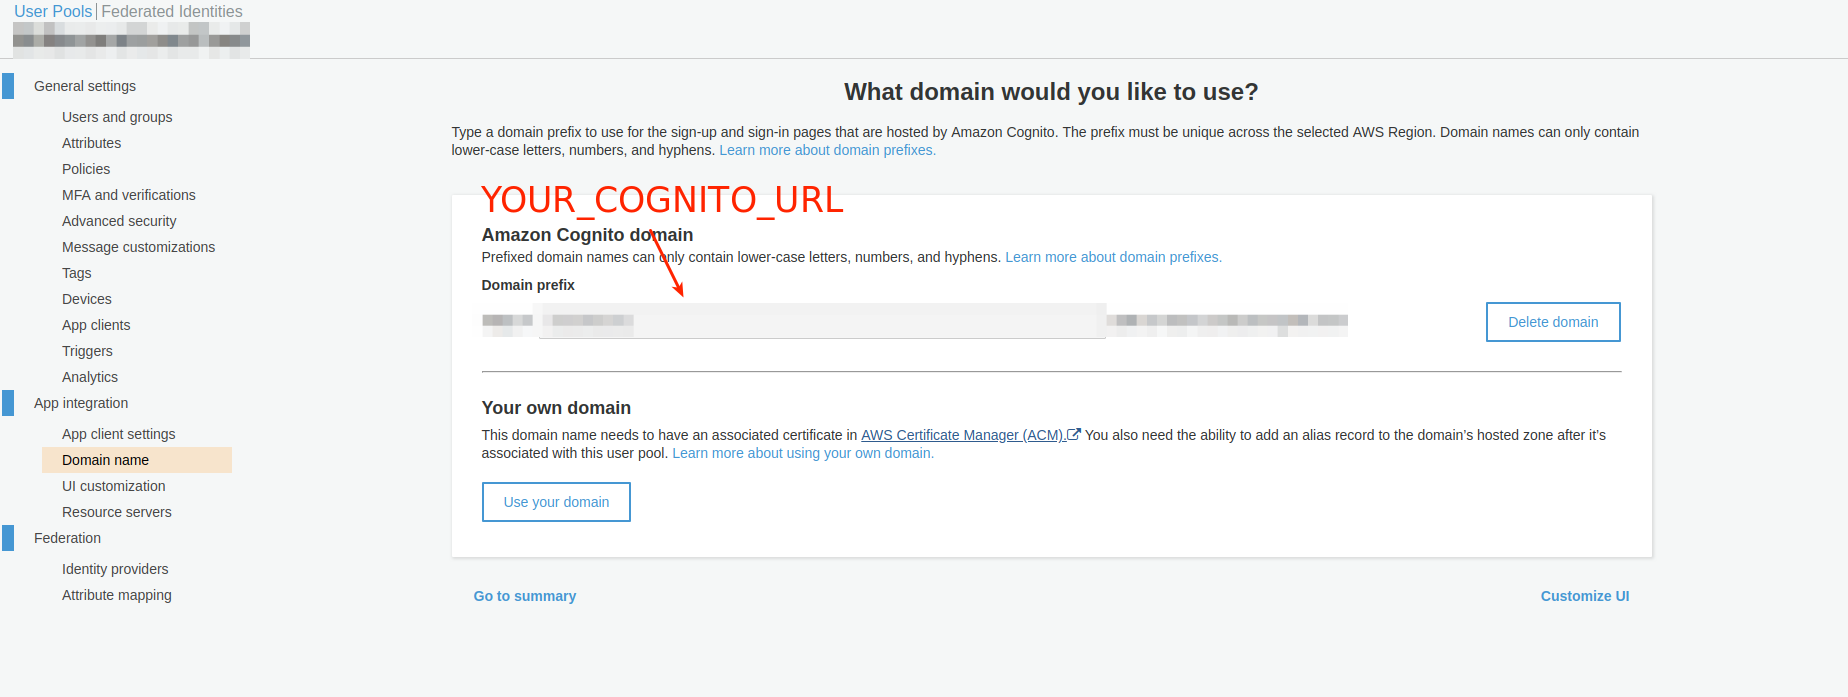 User Pools | Federated Identities
General settings
Users and groups
Attributes
Policies
MFA and verifications
Advanced security
Message customizations
Tags
Devices
App clients
Triggers
Analytics
App integration
App client settings
Domain name
UI customization
Resource servers
Federation
Identity providers
Attribute mapping
What domain would you like to use?
Type a domain prefix to use for the sign-up and sign-in pages that are hosted by Amazon Cognito. The prefix must be unique across the selected AWS Region. Domain names can only contain
lower-case letters, numbers, and hyphens. Learn more about domain prefixes.
YOUR_COGNITO_URL
Amazon Cognito domain
Prefixed domain names can only contain lower-case letters, numbers, and hyphens. Learn more about domain prefixes.
Domain prefix
Delete domain
Your own domain
This domain name needs to have an associated certificate in AWS Certificate Manager (ACM). You also need the ability to add an alias record to the domain’s hosted zone after it’s
associated with this user pool. Learn more about using your own domain.
Use your domain
Go to summary
Customize UI